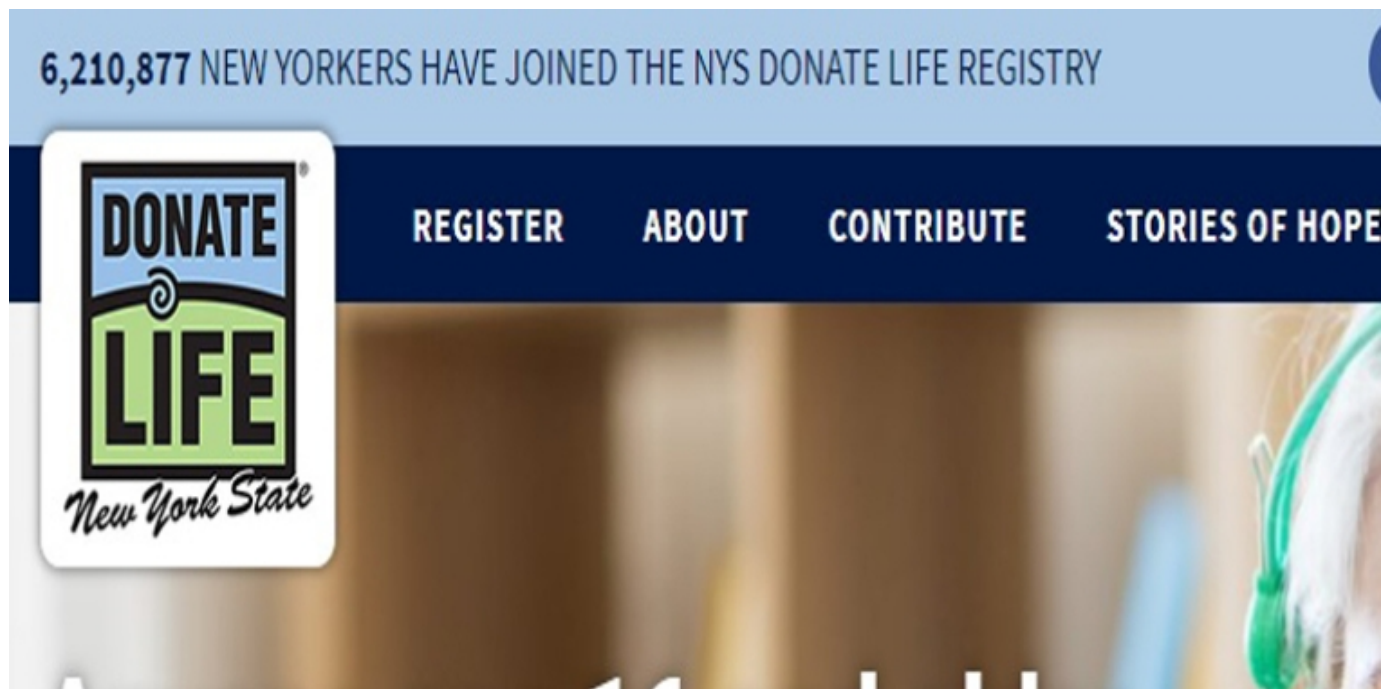 6,210,877 NEW YORKERS HAVE JOINED THE NYS DONATE LIFE REGISTRY
DONATE
LIFE
New York State
®
REGISTER ABOUT CONTRIBUTE STORIES OF HOPE